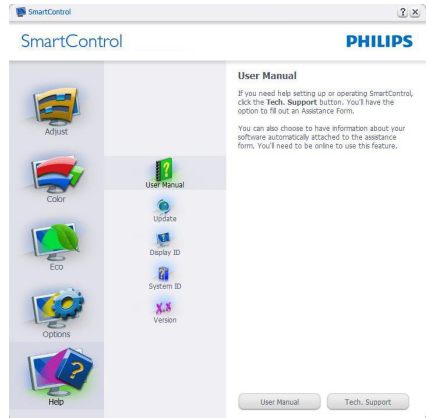 SmartControl
? ×
SmartControl
PHILIPS
Adjust
Color
Eco
Options
Help
User Manual
Update
Display ID
System ID
X.X
Version
User Manual
If you need help setting up or operating SmartControl,
click the Tech. Support button. You'll have the
option to fill out an Assistance Form.
You can also choose to have information about your
software automatically attached to the assistance
form. You'll need to be online to use this feature.
User Manual
Tech. Support